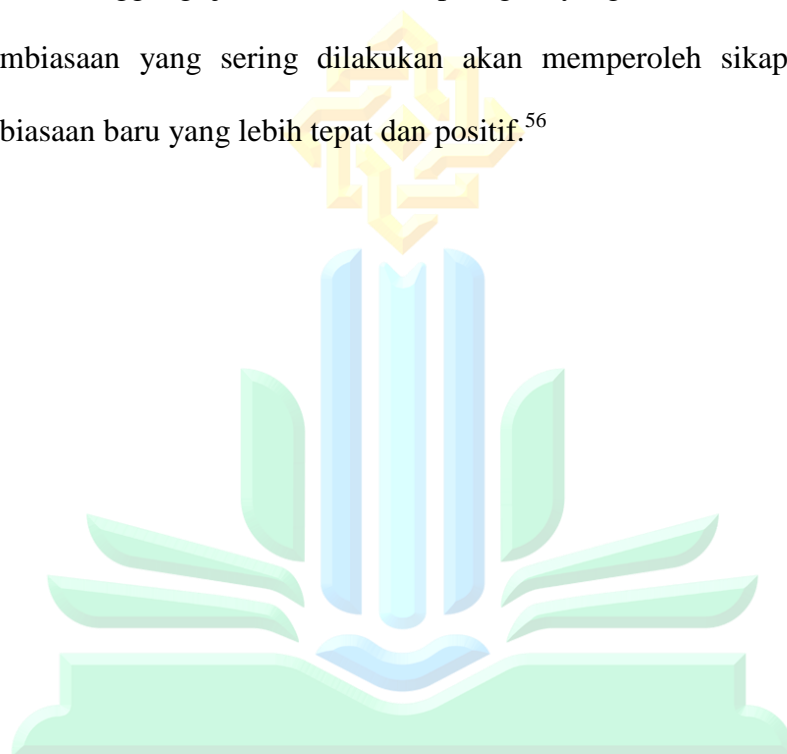 mbiasaan yang sering dilakukan akan memperoleh sikap
biasaan baru yang lebih tepat dan positif.56